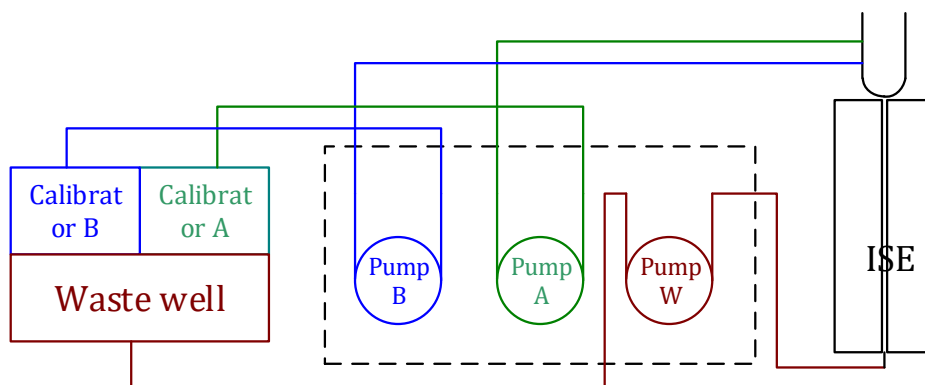 Calibrat
or B
Calibrat
or A
Waste well
Pump
B
Pump
A
Pump
W
ISE